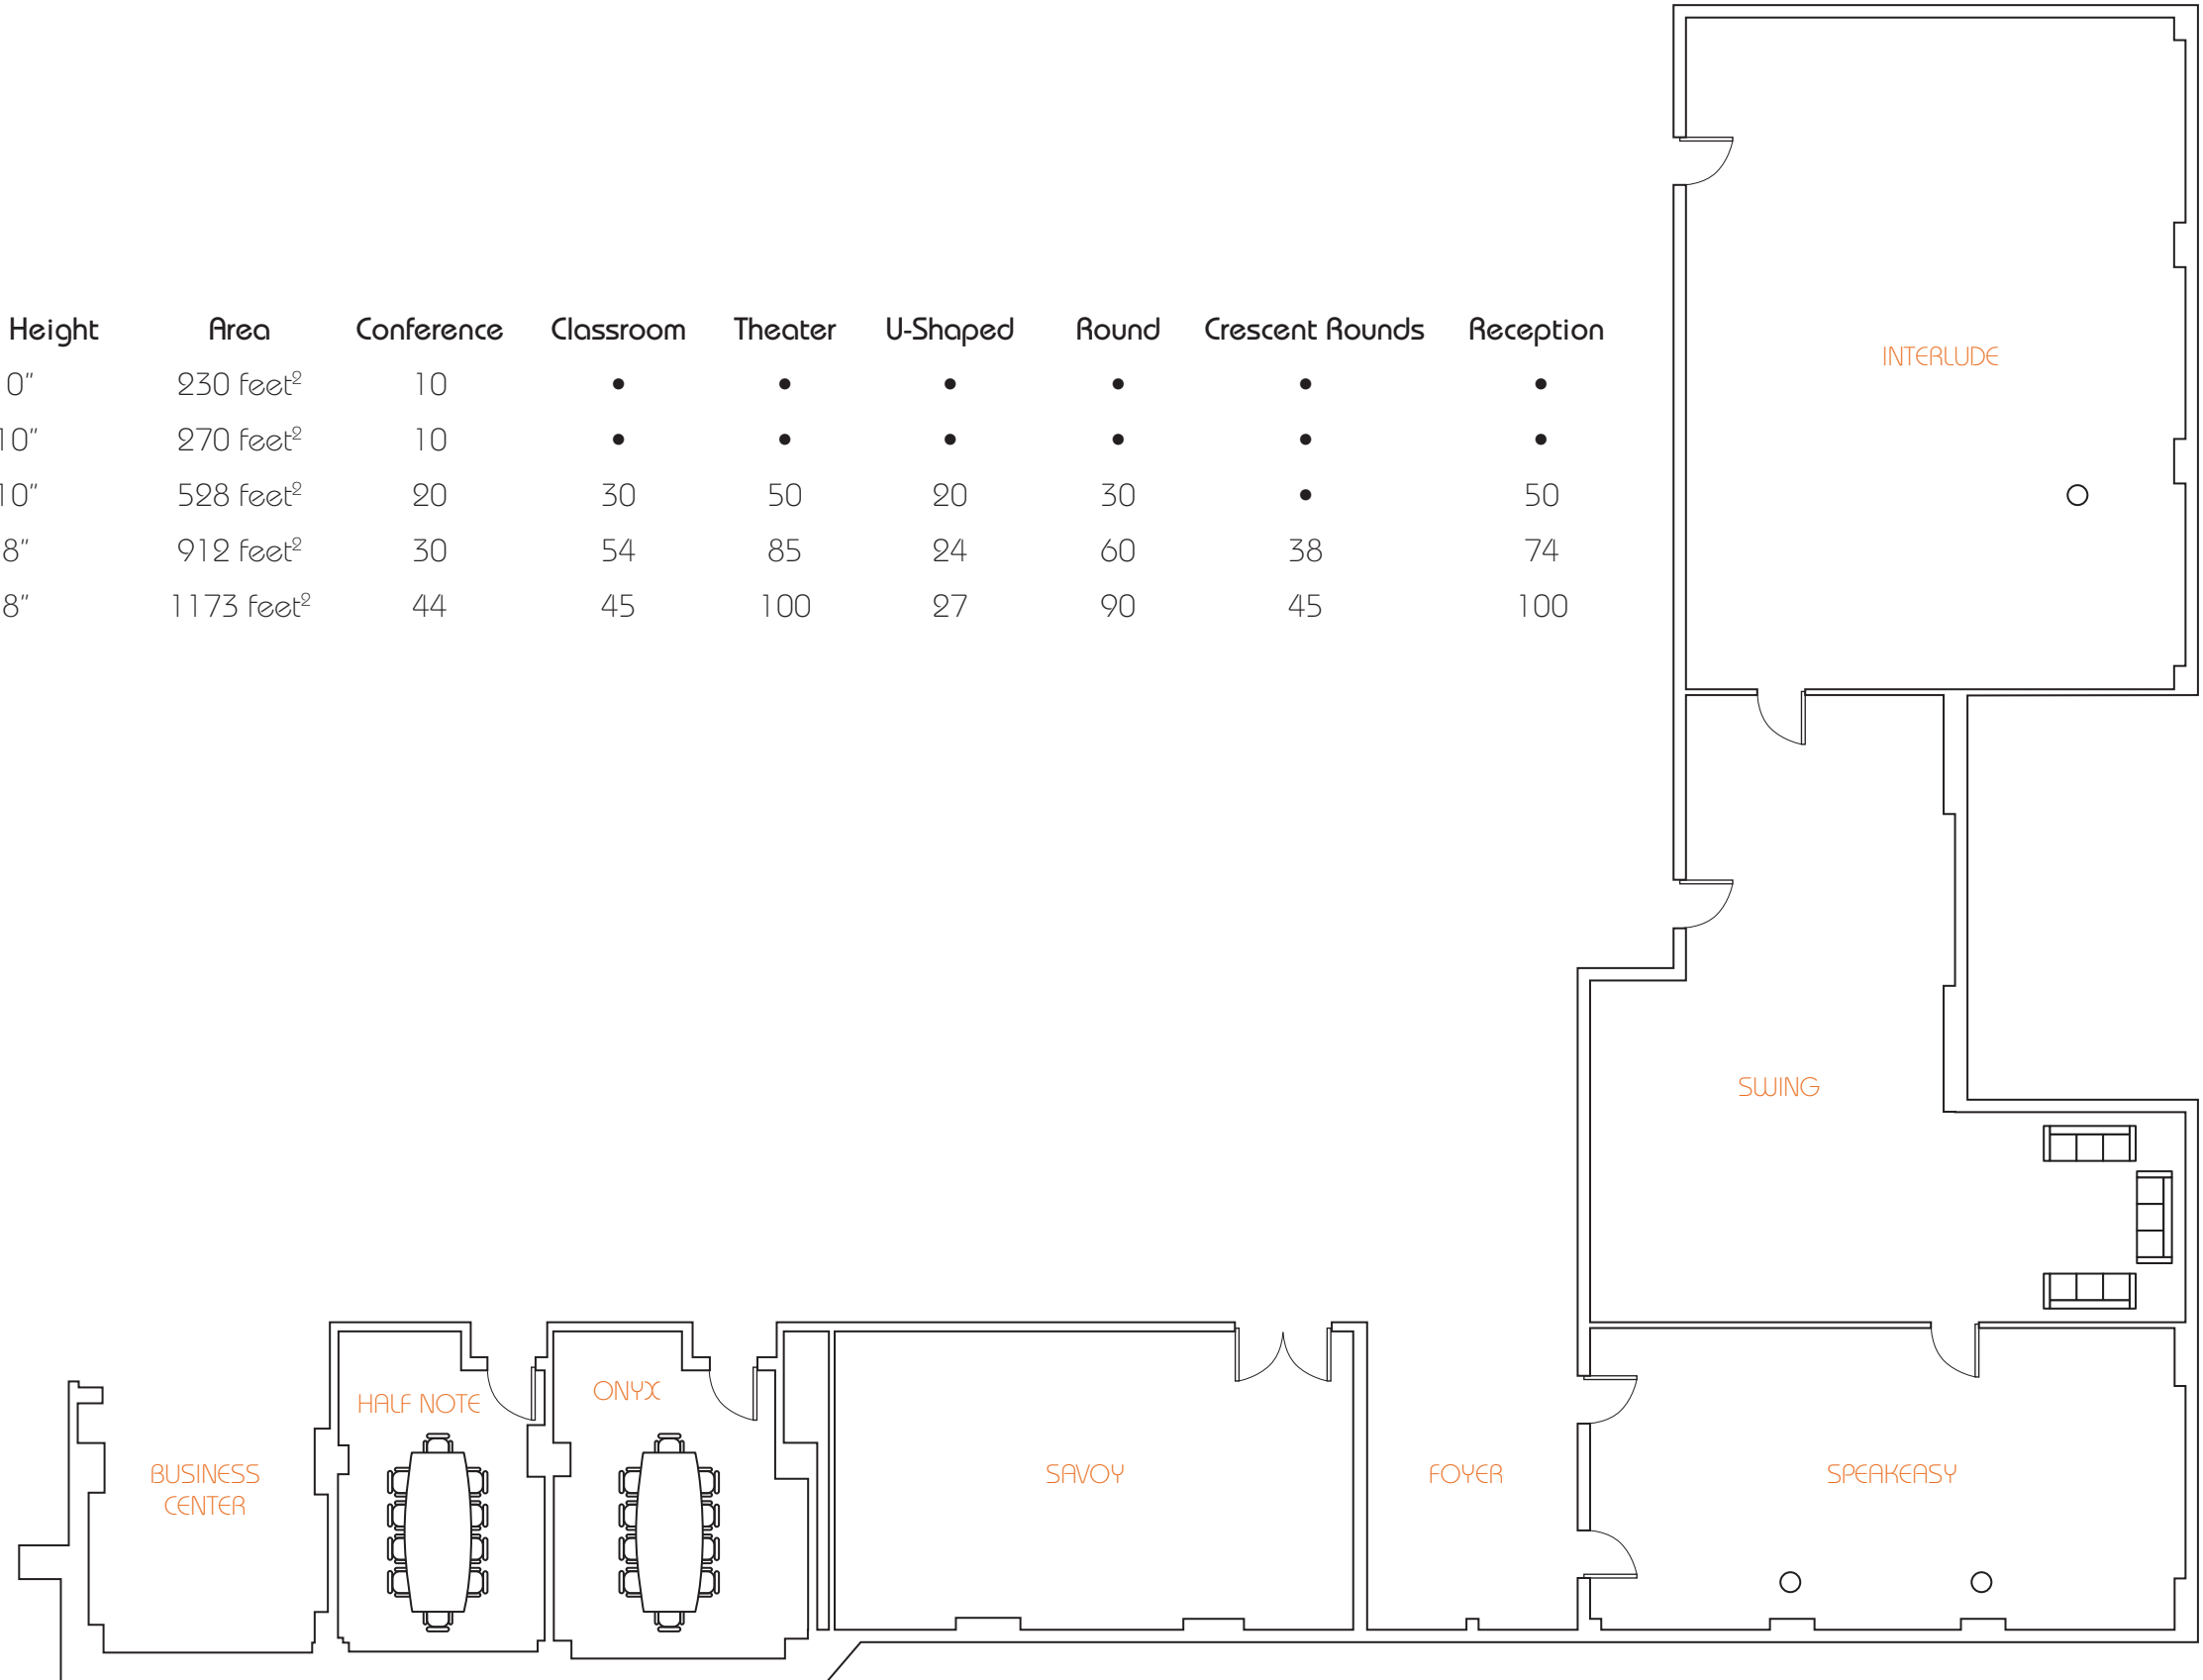 Height Area Conference Classroom Theater U-Shaped Round Crescent Rounds Reception
0" 230 feet² 10 • • • • • •
10" 270 feet² 10 • • • • • •
10" 528 feet² 20 30 50 20 30 • 50
8" 912 feet² 30 54 85 24 60 38 74
8" 1173 feet² 44 45 100 27 90 45 100
INTERLUDE
SWING
HALF NOTE
ONYX
BUSINESS
CENTER
SAVOY
FOYER
SPEAKEASY